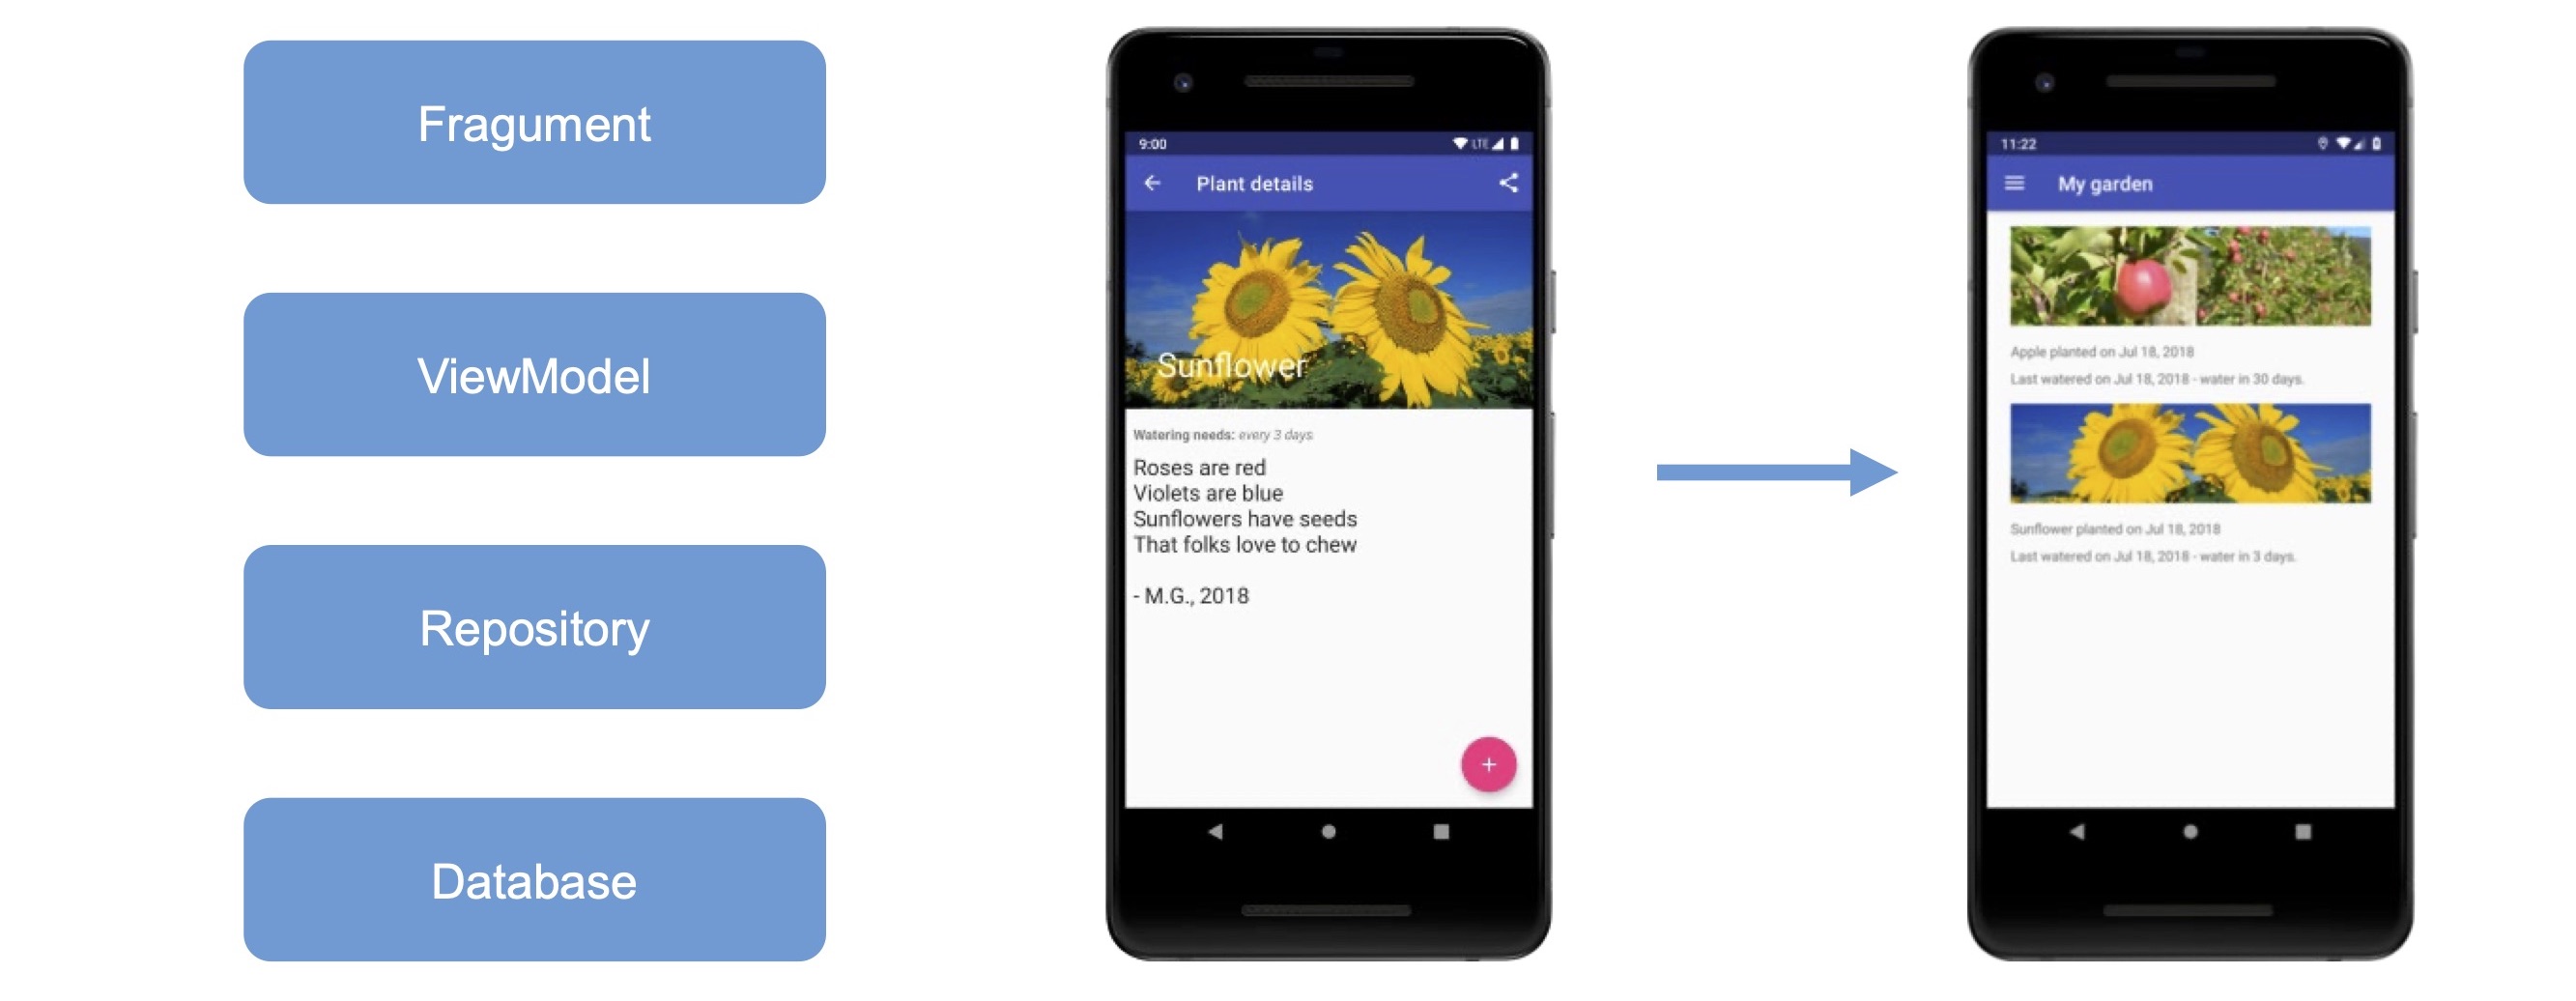 Fragument
ViewModel
Repository
Database
9:00
LTE
Plant details
Sunflower
Watering needs: every 3 days
Roses are red
Violets are blue
Sunflowers have seeds
That folks love to chew
- M.G., 2018
+
11:22
My garden
Apple planted on Jul 18, 2018
Last watered on Jul 18, 2018 - water in 30 days.
Sunflower planted on Jul 18, 2018
Last watered on Jul 18, 2018 - water in 3 days.